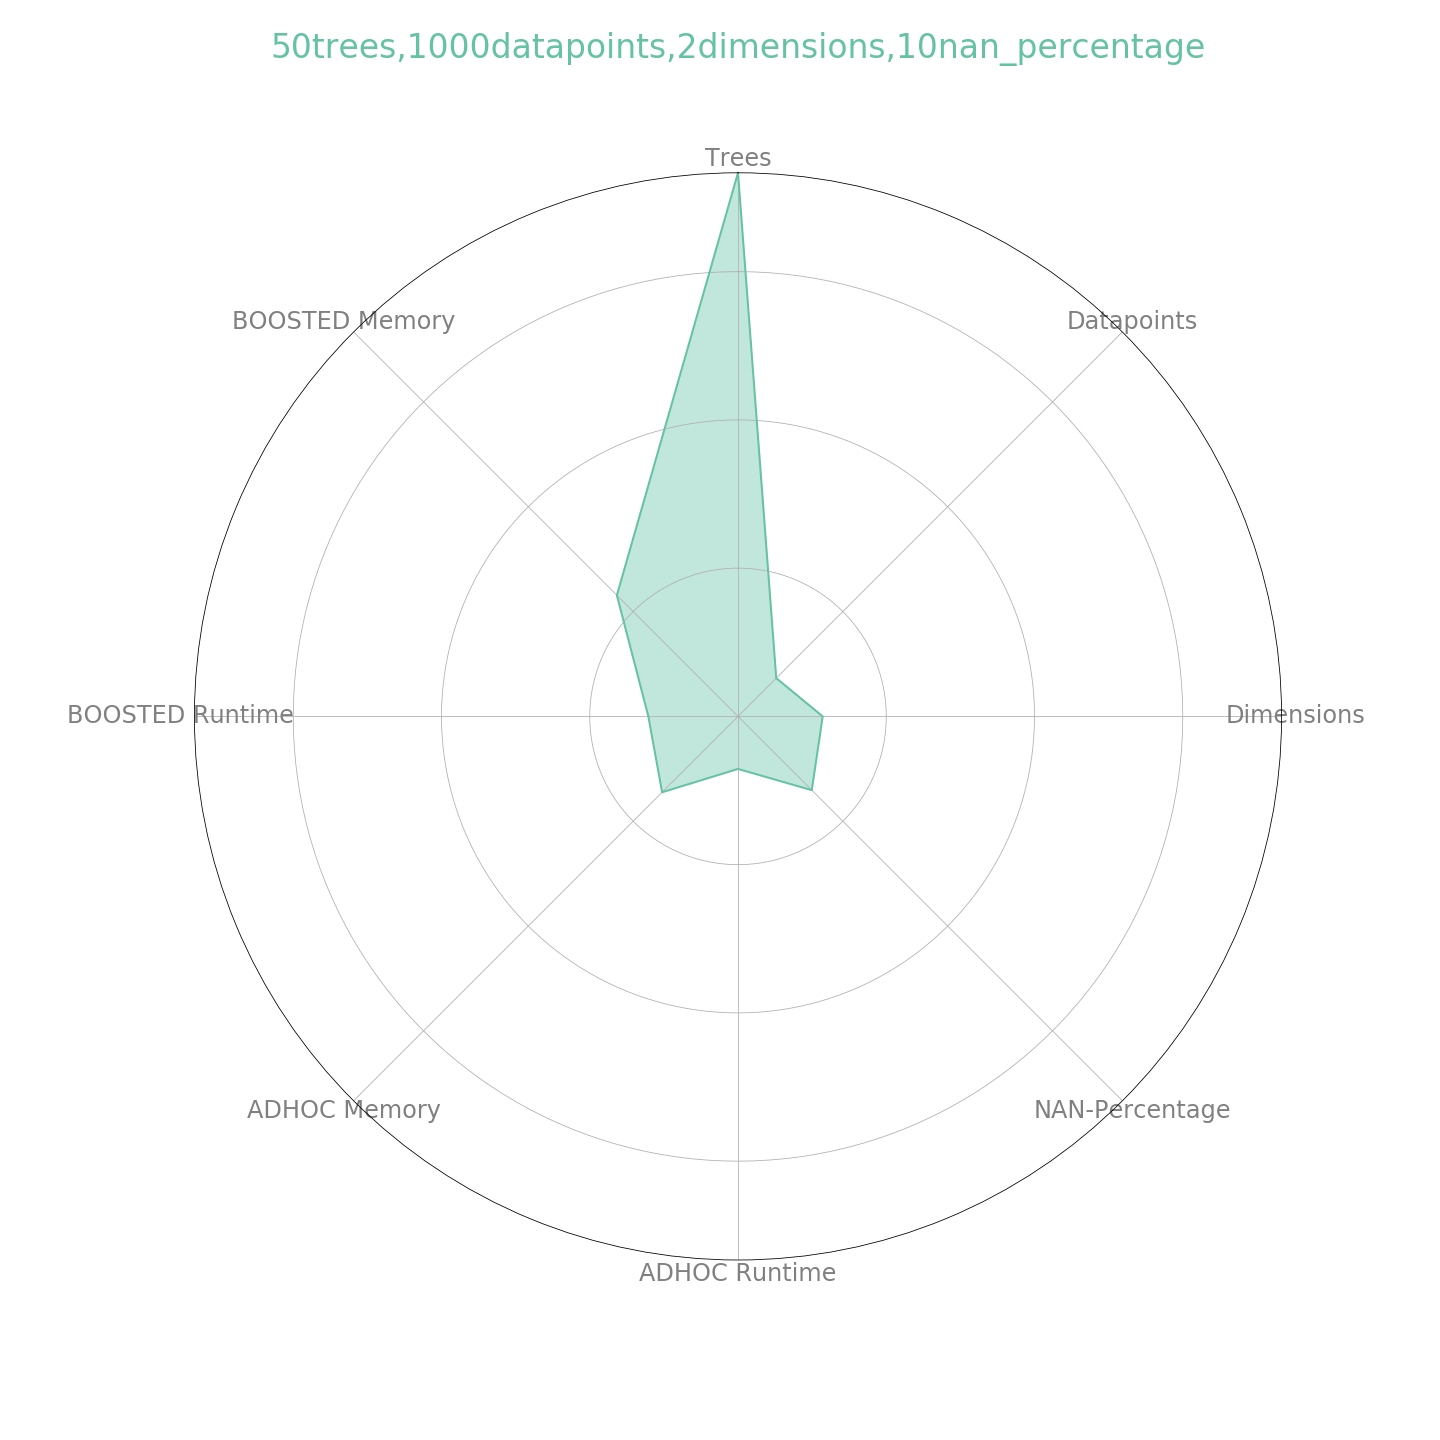 50trees,1000datapoints,2dimensions,10nan_percentage
Trees
BOOSTED Memory
Datapoints
BOOSTED Runtime
Dimensions
ADHOC Memory
NAN-Percentage
ADHOC Runtime